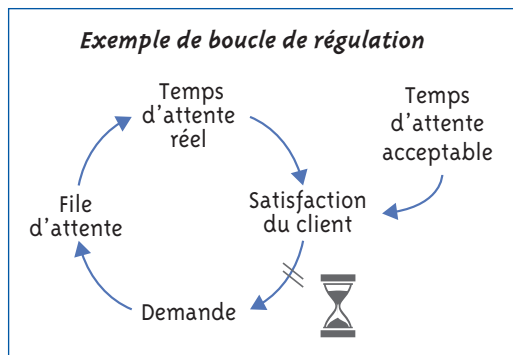 Exemple de boucle de régulation
Temps
d'attente
réel
Temps
d'attente
acceptable
File
d'attente
Satisfaction
du client
Demande